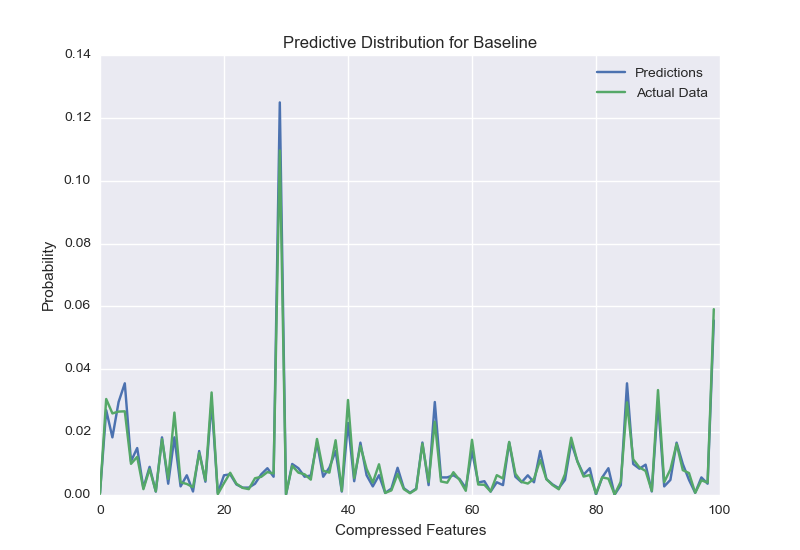 Predictive Distribution for Baseline
0.14
0.12
0.10
0.08
0.06
0.04
0.02
0.00
Probability
Predictions
Actual Data
0 20 40 60 80 100
Compressed Features